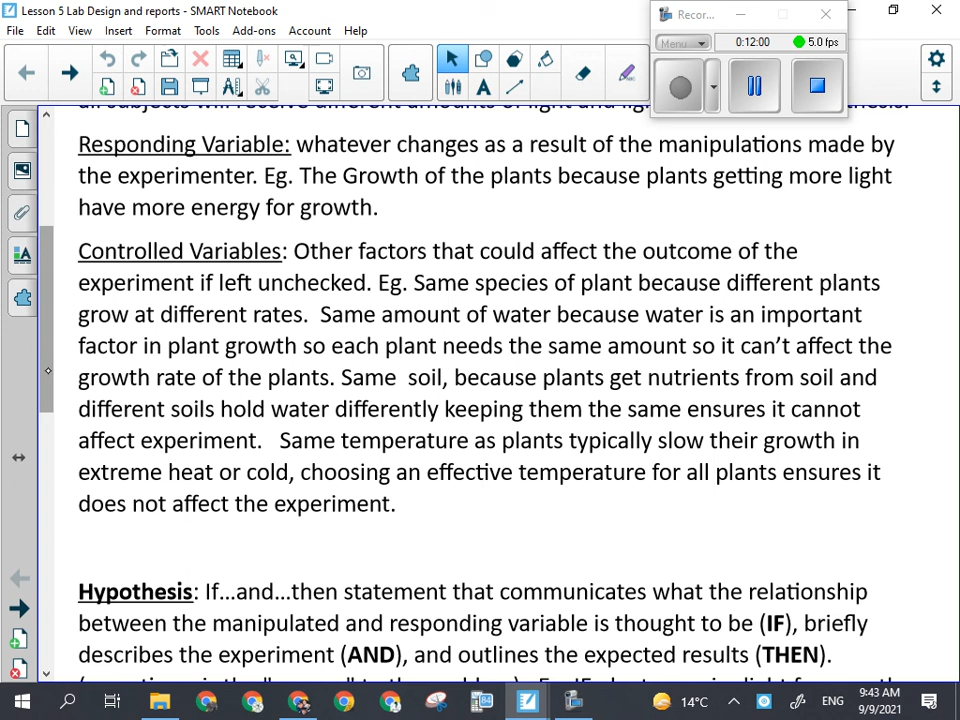 Lesson 5 Lab Design and reports - SMART Notebook
Recor...
File Edit View Insert Format Tools Add-ons Account Help
Menu 0:12:00 5.0 fps
Responding Variable: whatever changes as a result of the manipulations made by
the experimenter. Eg. The Growth of the plants because plants getting more light
have more energy for growth.
Controlled Variables: Other factors that could affect the outcome of the
experiment if left unchecked. Eg. Same species of plant because different plants
grow at different rates. Same amount of water because water is an important
factor in plant growth so each plant needs the same amount so it can't affect the
growth rate of the plants. Same soil, because plants get nutrients from soil and
different soils hold water differently keeping them the same ensures it cannot
affect experiment. Same temperature as plants typically slow their growth in
extreme heat or cold, choosing an effective temperature for all plants ensures it
does not affect the experiment.
Hypothesis: If...and...then statement that communicates what the relationship
between the manipulated and responding variable is thought to be (IF), briefly
describes the experiment (AND), and outlines the expected results (THEN).
14°C ENG 9:43 AM
9/9/2021